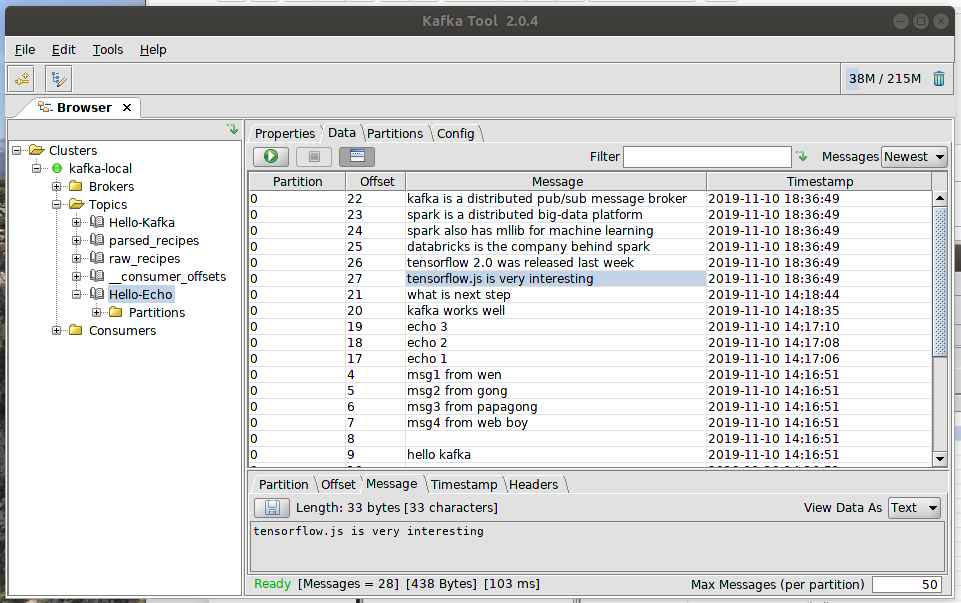 Kafka Tool 2.0.4
File Edit Tools Help
38M / 215M
Browser
Clusters
kafka-local
Brokers
Topics
Hello-Kafka
parsed_recipes
raw_recipes
__consumer_offsets
Hello-Echo
Partitions
Consumers
Properties Data Partitions Config
Filter Messages Newest
Partition Offset Message Timestamp
0 22 kafka is a distributed pub/sub message broker 2019-11-10 18:36:49
0 23 spark is a distributed big-data platform 2019-11-10 18:36:49
0 24 spark also has mllib for machine learning 2019-11-10 18:36:49
0 25 databricks is the company behind spark 2019-11-10 18:36:49
0 26 tensorflow 2.0 was released last week 2019-11-10 18:36:49
0 27 tensorflow.js is very interesting 2019-11-10 18:36:49
0 21 what is next step 2019-11-10 14:18:44
0 20 kafka works well 2019-11-10 14:18:35
0 19 echo 3 2019-11-10 14:17:10
0 18 echo 2 2019-11-10 14:17:08
0 17 echo 1 2019-11-10 14:17:06
0 4 msg1 from wen 2019-11-10 14:16:51
0 5 msg2 from gong 2019-11-10 14:16:51
0 6 msg3 from papagong 2019-11-10 14:16:51
0 7 msg4 from web boy 2019-11-10 14:16:51
0 8 2019-11-10 14:16:51
0 9 hello kafka 2019-11-10 14:16:51
Partition Offset Message Timestamp Headers
Length: 33 bytes [33 characters] View Data As Text
tensorflow.js is very interesting
Ready [Messages = 28] [438 Bytes] [103 ms] Max Messages (per partition) 50